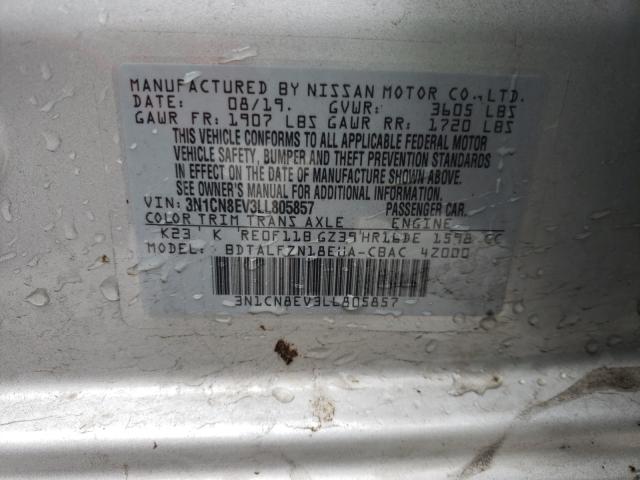 MANUFACTURED BY NISSAN MOTOR CO., LTD.
DATE: 08/19. GVWR: 3605 LBS
GAWR FR: 1907 LBS GAWR RR: 1720 LBS
THIS VEHICLE CONFORMS TO ALL APPLICABLE FEDERAL MOTOR
VEHICLE SAFETY, BUMPER AND THEFT PREVENTION STANDARDS
IN EFFECT ON THE DATE OF MANUFACTURE SHOWN ABOVE.
SEE OWNER'S MANUAL FOR ADDITIONAL INFORMATION.
VIN: 3N1CN8EV3LL805857 PASSENGER CAR.
COLOR TRIM TRANS AXLE ENGINE
K23 K RE0F11B GZ39 HR16DE 1598 CC
MODEL: BDTALFZN18EUA-CBAC 42000
3N1CN8EV3LL805857